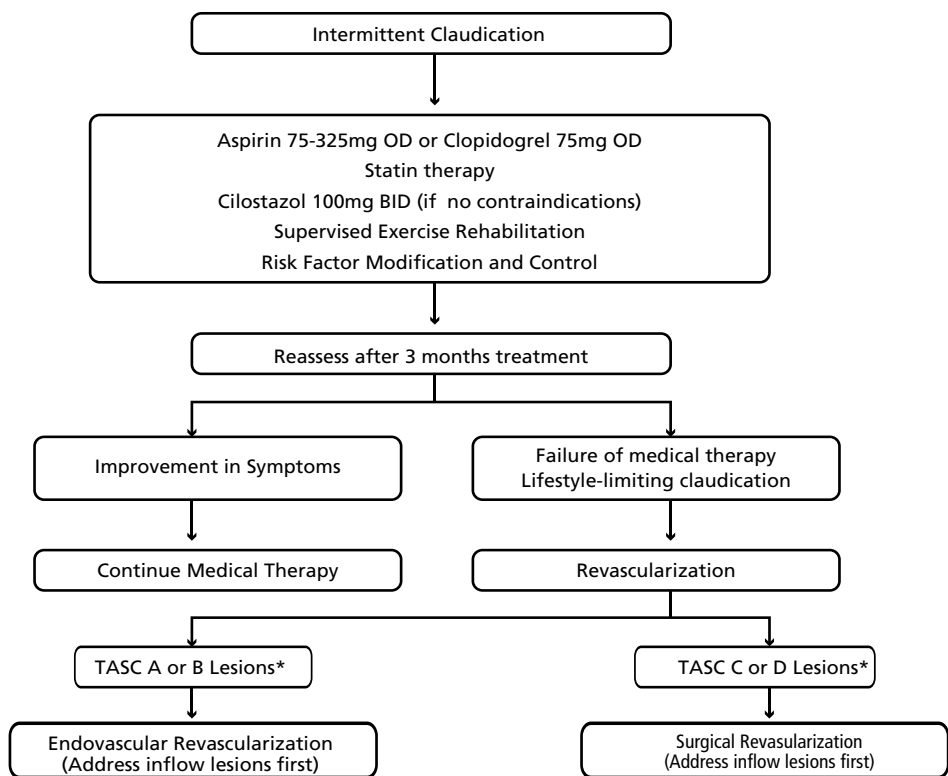 Intermittent Claudication
Aspirin 75-325mg OD or Clopidogrel 75mg OD
Statin therapy
Cilostazol 100mg BID (if no contraindications)
Supervised Exercise Rehabilitation
Risk Factor Modification and Control
Reassess after 3 months treatment
Improvement in Symptoms
Failure of medical therapy
Lifestyle-limiting claudication
Continue Medical Therapy
Revascularization
TASC A or B Lesions*
TASC C or D Lesions*
Endovascular Revascularization
(Address inflow lesions first)
Surgical Revasularization
(Address inflow lesions first)